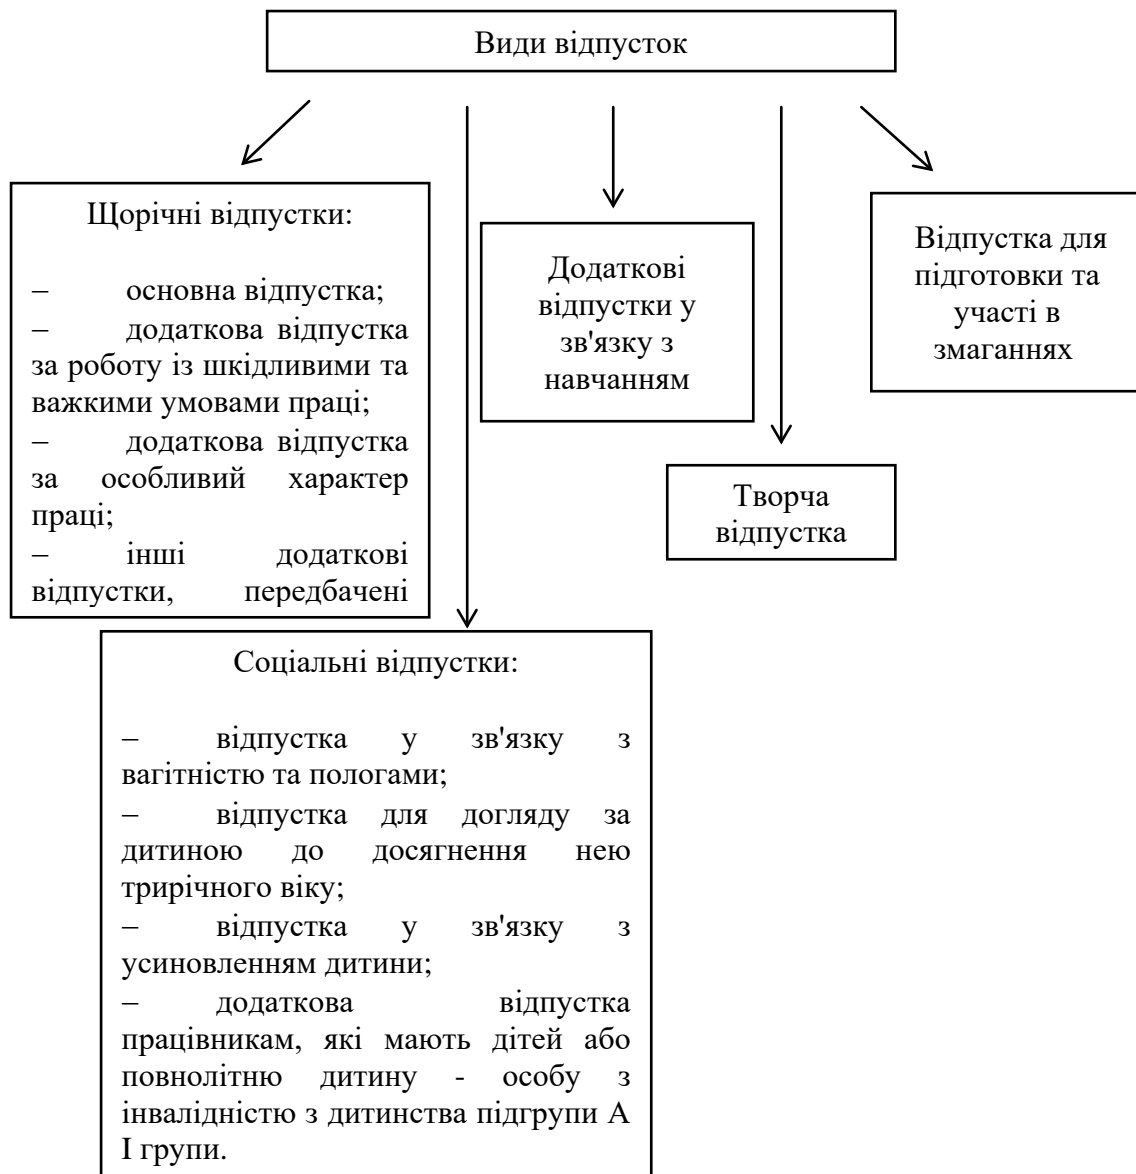 Види відпусток
Щорічні відпустки:
– основна відпустка;
– додаткова відпустка
за роботу із шкідливими та
важкими умовами праці;
– додаткова відпустка
за особливий характер
праці;
– інші додаткові
відпустки, передбачені
Додаткові
відпустки у
зв'язку з
навчанням
Відпустка для
підготовки та
участі в
змаганнях
Творча
відпустка
Соціальні відпустки:
– відпустка у зв'язку з
вагітністю та пологами;
– відпустка для догляду за
дитиною до досягнення нею
трирічного віку;
– відпустка у зв'язку з
усиновленням дитини;
– додаткова відпустка
працівникам, які мають дітей або
повнолітню дитину - особу з
інвалідністю з дитинства підгрупи А
І групи.